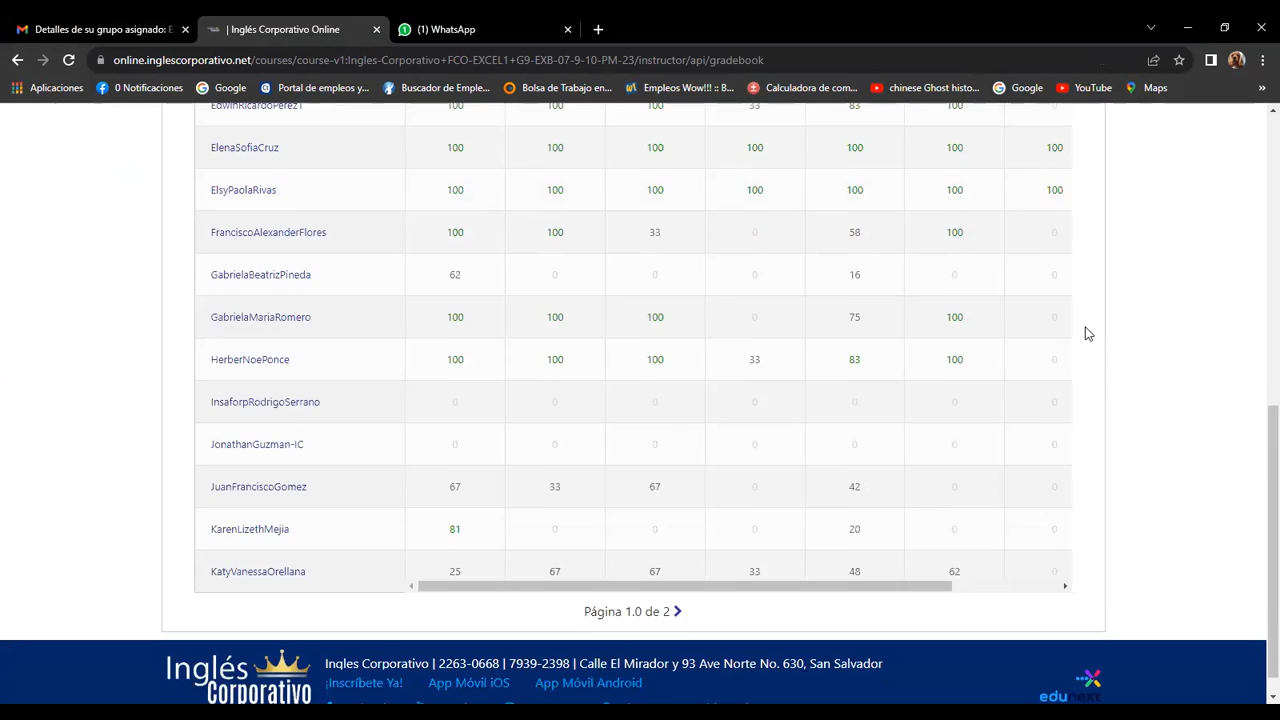 Detalles de su grupo asignado: E
| Inglés Corporativo Online
(1) WhatsApp
online.inglescorporativo.net/courses/course-v1:Ingles-Corporativo+FCO-EXCEL1+G9-EXB-07-9-10-PM-23/instructor/api/gradebook
Aplicaciones 0 Notificaciones Google Portal de empleos y... Buscador de Emple... Bolsa de Trabajo en... Empleos Wow!!! :: B... Calculadora de com... chinese Ghost histo... Google YouTube Maps »
EdwinRicardoPerez1 100 100 100 33 83 100 0
ElenaSofiaCruz 100 100 100 100 100 100 100
ElsyPaolaRivas 100 100 100 100 100 100 100
FranciscoAlexanderFlores 100 100 33 0 58 100 0
GabrielaBeatrizPineda 62 0 0 0 16 0 0
GabrielaMariaRomero 100 100 100 0 75 100 0
HerberNoePonce 100 100 100 33 83 100 0
InsaforpRodrigoSerrano 0 0 0 0 0 0 0
JonathanGuzman-IC 0 0 0 0 0 0 0
JuanFranciscoGomez 67 33 67 0 42 0 0
KarenLizethMejia 81 0 0 0 20 0 0
KatyVanessaOrellana 25 67 67 33 48 62 0
Página 1.0 de 2
Inglés Corporativo
Ingles Corporativo | 2263-0668 | 7939-2398 | Calle El Mirador y 93 Ave Norte No. 630, San Salvador
¡Inscríbete Ya! App Móvil iOS App Móvil Android
edunext